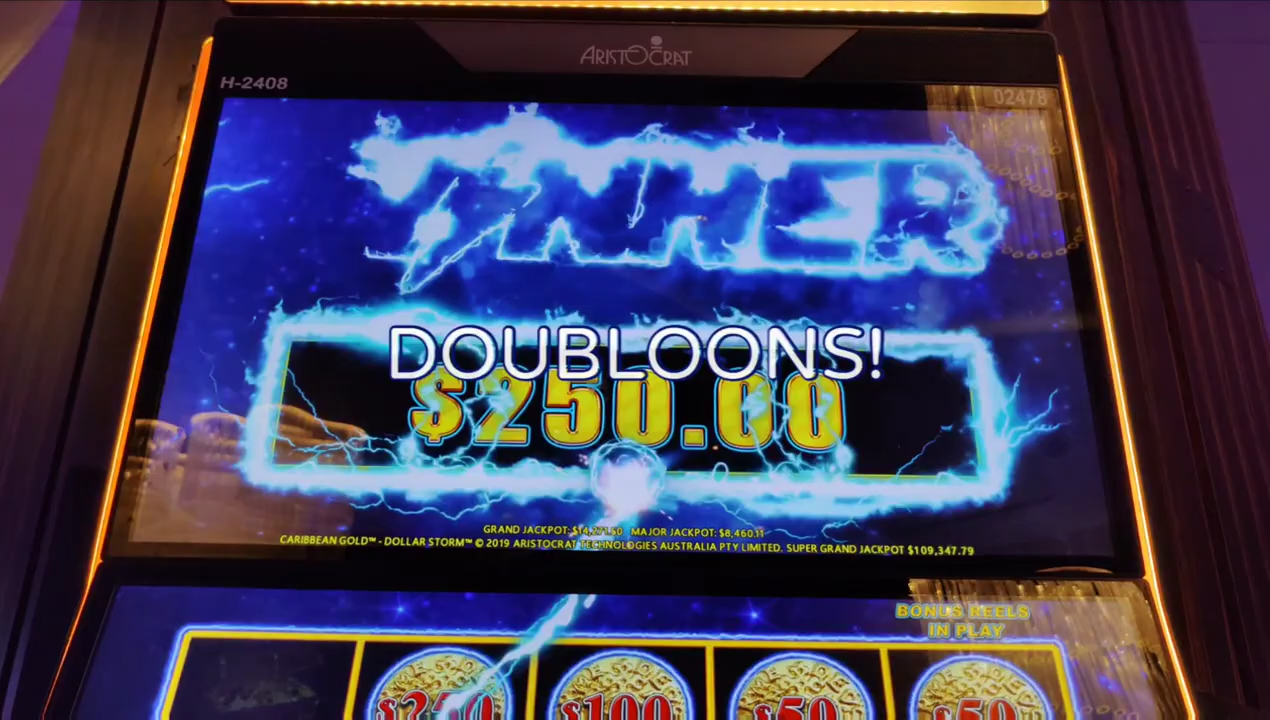 ARISTOCRAT
H-2408
02478
DOUBLOONS!
$250.00
GRAND JACKPOT: $14,271.60 MAJOR JACKPOT: $8,460.11
CARIBBEAN GOLD™ - DOLLAR STORM™ © 2019 ARISTOCRAT TECHNOLOGIES AUSTRALIA PTY LIMITED. SUPER GRAND JACKPOT $109,347.79
BONUS REELS
IN PLAY
$250 $100 $50 $50